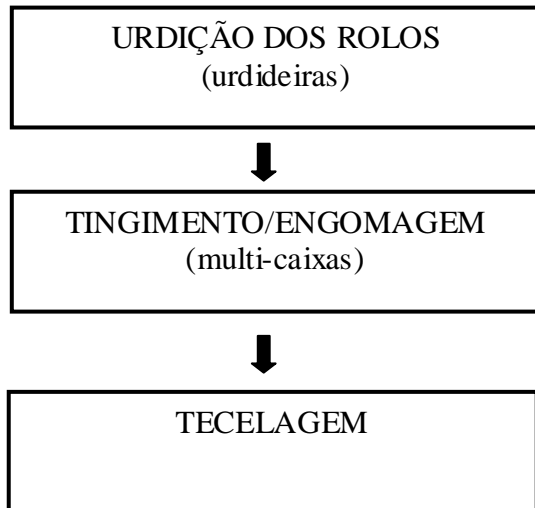 URDIÇÃO DOS ROLOS
(urdideiras)
TINGIMENTO/ENGOMAGEM
(multi-caixas)
TECELAGEM